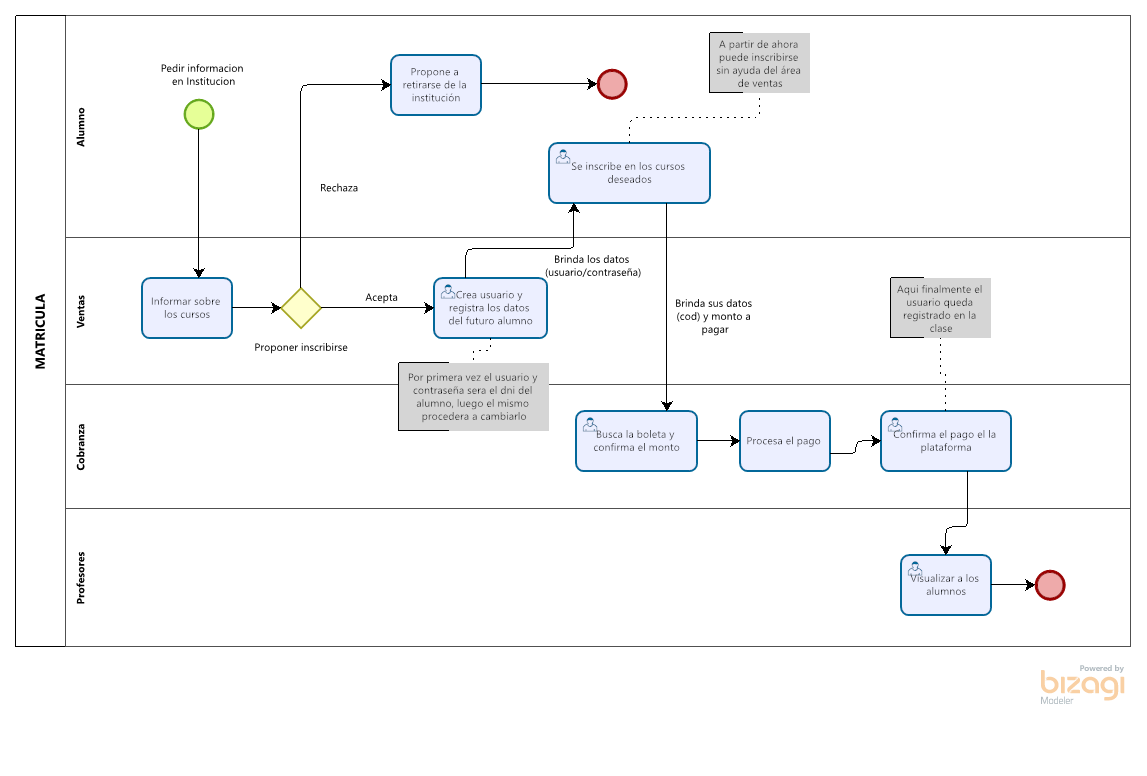 MATRICULA
Alumno
Pedir informacion
en Institucion
Propone a
retirarse de la
institución
A partir de ahora
puede inscribirse
sin ayuda del área
de ventas
Se inscribe en los cursos
deseados
Rechaza
Ventas
Informar sobre
los cursos
Proponer inscribirse
Acepta
Crea usuario y
registra los datos
del futuro alumno
Brinda los datos
(usuario/contraseña)
Brinda sus datos
(cod) y monto a
pagar
Aqui finalmente el
usuario queda
registrado en la
clase
Por primera vez el usuario y
contraseña sera el dni del
alumno, luego el mismo
procedera a cambiarlo
Cobranza
Busca la boleta y
confirma el monto
Procesa el pago
Confirma el pago el la
plataforma
Profesores
Visualizar a los
alumnos
Powered by
bizagi
Modeler